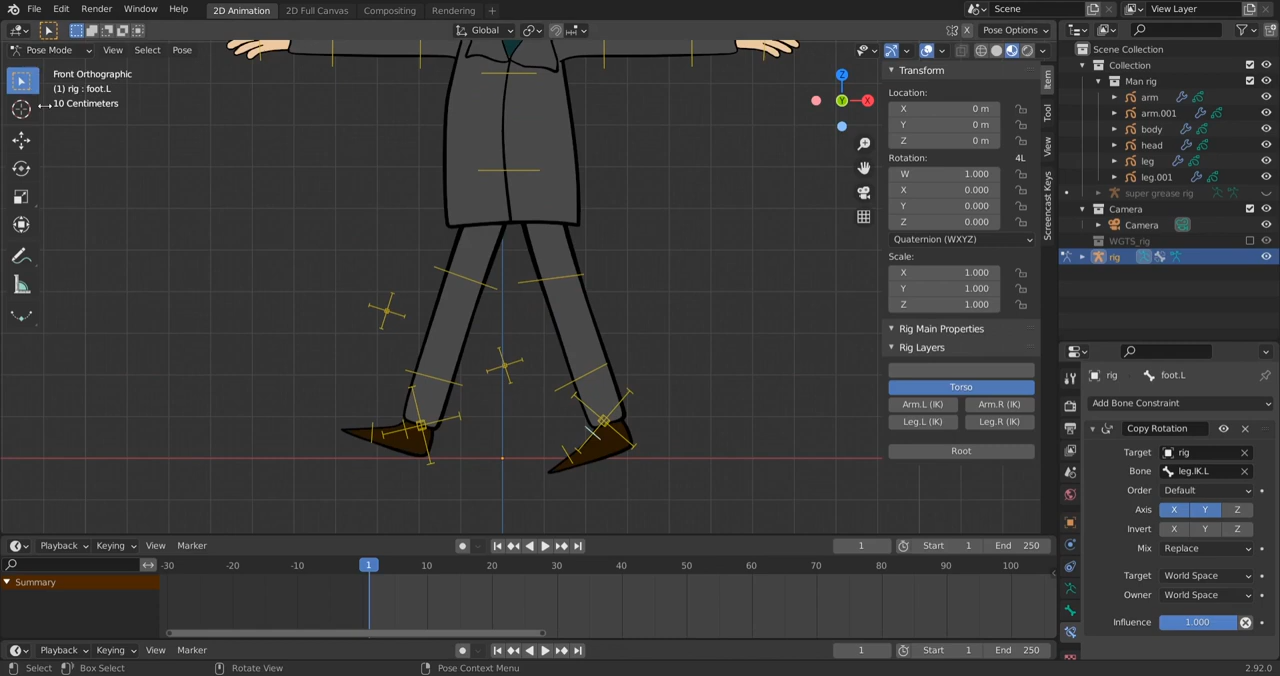 File Edit Render Window Help 2D Animation 2D Full Canvas Compositing Rendering + Scene View Layer
Global Pose Options
Pose Mode View Select Pose
Front Orthographic
(1) rig : foot.L
10 Centimeters
Z
X
Y
Transform
Location:
X 0 m
Y 0 m
Z 0 m
Rotation: 4L
W 1.000
X 0.000
Y 0.000
Z 0.000
Quaternion (WXYZ)
Scale:
X 1.000
Y 1.000
Z 1.000
Rig Main Properties
Rig Layers
Torso
Arm.L (IK) Arm.R (IK)
Leg.L (IK) Leg.R (IK)
Root
Item
Tool
View
Screencast Keys
Scene Collection
Collection
Man rig
arm
arm.001
body
head
leg
leg.001
super grease rig
Camera
Camera
WGTS_rig
rig
rig foot.L
Add Bone Constraint
Copy Rotation
Target rig
Bone leg.IK.L
Order Default
Axis X Y Z
Invert X Y Z
Mix Replace
Target World Space
Owner World Space
Influence 1.000
Playback Keying View Marker 1 Start 1 End 250
-30 -20 -10 1 10 20 30 40 50 60 70 80 90 100
Summary
Playback Keying View Marker 1 Start 1 End 250
Select Box Select Rotate View Pose Context Menu 2.92.0